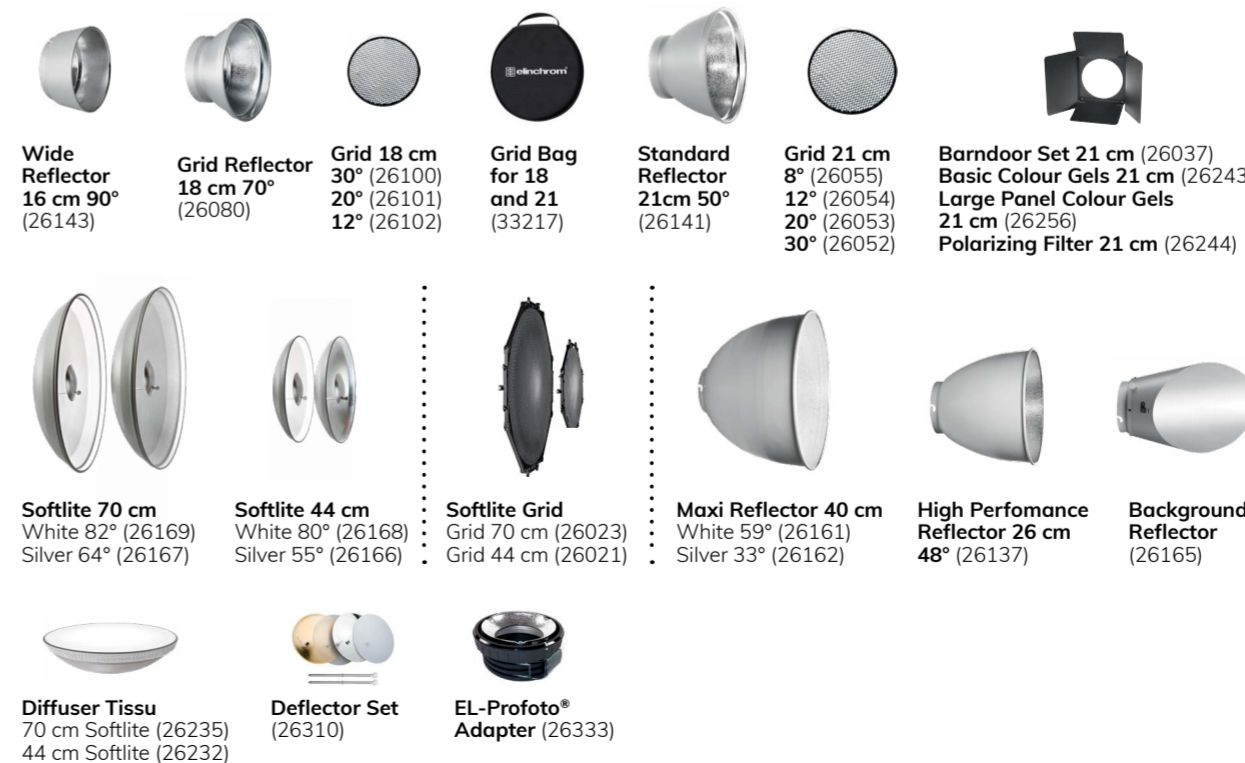 elinchrom
Wide
Reflector
16 cm 90°
(26143)
Grid Reflector
18 cm 70°
(26080)
Grid 18 cm
30° (26100)
20° (26101)
12° (26102)
Grid Bag
for 18
and 21
(33217)
Standard
Reflector
21cm 50°
(26141)
Grid 21 cm
8° (26055)
12° (26054)
20° (26053)
30° (26052)
Barndoor Set 21 cm (26037)
Basic Colour Gels 21 cm (26243
Large Panel Colour Gels
21 cm (26256)
Polarizing Filter 21 cm (26244)
Softlite 70 cm
White 82° (26169)
Silver 64° (26167)
Softlite 44 cm
White 80° (26168)
Silver 55° (26166)
Softlite Grid
Grid 70 cm (26023)
Grid 44 cm (26021)
Maxi Reflector 40 cm
White 59° (26161)
Silver 33° (26162)
High Perfomance
Reflector 26 cm
48° (26137)
Background
Reflector
(26165)
Diffuser Tissu
70 cm Softlite (26235)
44 cm Softlite (26232)
Deflector Set
(26310)
EL-Profoto®
Adapter (26333)